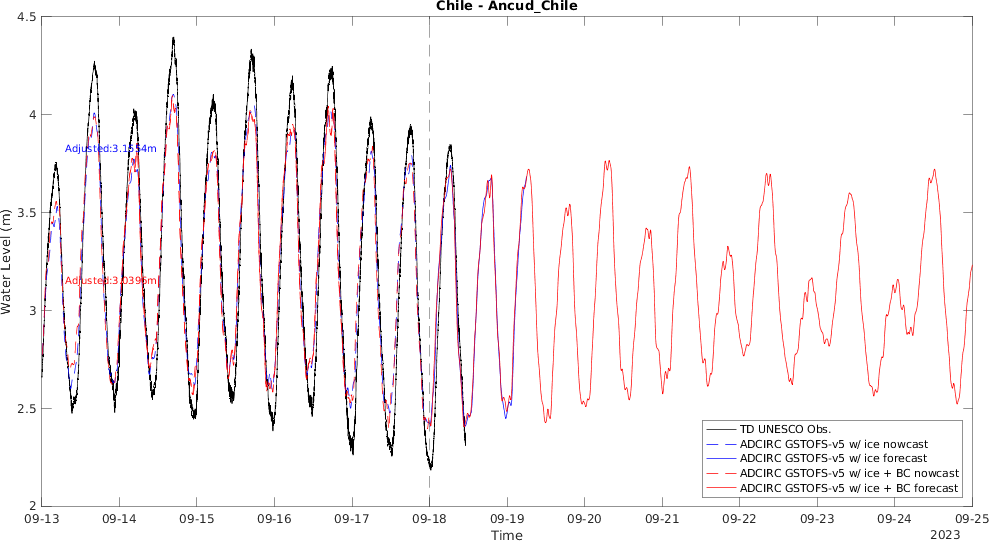 Chile - Ancud_Chile
4.5
4
3.5
3
2.5
2
Water Level (m)
Adjusted:3.1554m
Adjusted:3.0396m
TD UNESCO Obs.
ADCIRC GSTOFS-v5 w/ ice nowcast
ADCIRC GSTOFS-v5 w/ ice forecast
ADCIRC GSTOFS-v5 w/ ice + BC nowcast
ADCIRC GSTOFS-v5 w/ ice + BC forecast
09-13 09-14 09-15 09-16 09-17 09-18 09-19 09-20 09-21 09-22 09-23 09-24 09-25
Time
2023